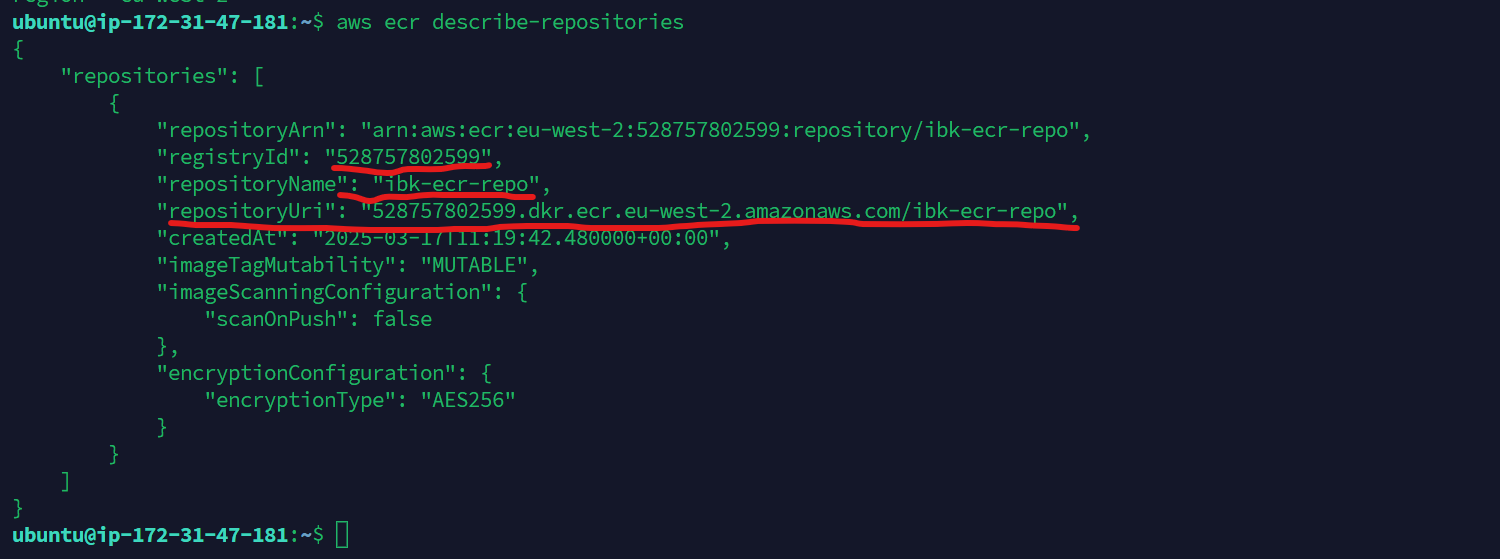 ubuntu@ip-172-31-47-181:~$ aws ecr describe-repositories
{
    "repositories": [
        {
            "repositoryArn": "arn:aws:ecr:eu-west-2:528757802599:repository/ibk-ecr-repo",
            "registryId": "528757802599",
            "repositoryName": "ibk-ecr-repo",
            "repositoryUri": "528757802599.dkr.ecr.eu-west-2.amazonaws.com/ibk-ecr-repo",
            "createdAt": "2025-03-17T11:19:42.480000+00:00",
            "imageTagMutability": "MUTABLE",
            "imageScanningConfiguration": {
                "scanOnPush": false
            },
            "encryptionConfiguration": {
                "encryptionType": "AES256"
            }
        }
    ]
}
ubuntu@ip-172-31-47-181:~$